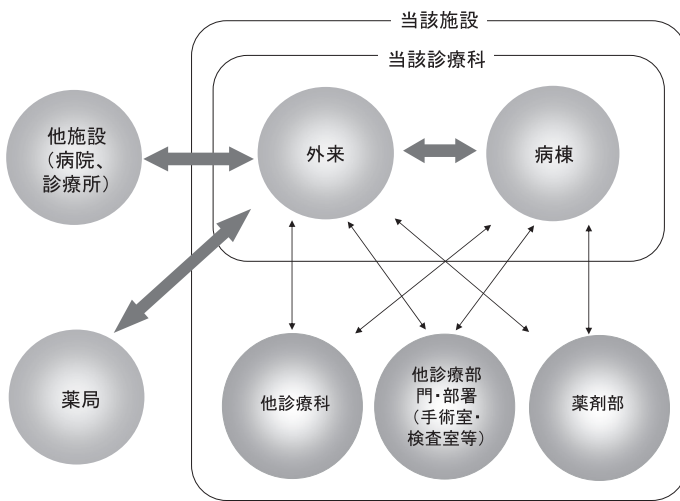 当該施設
当該診療科
他施設
(病院、
診療所)
外来
病棟
薬局
他診療科
他診療部
門・部署
(手術室・
検査室等)
薬剤部